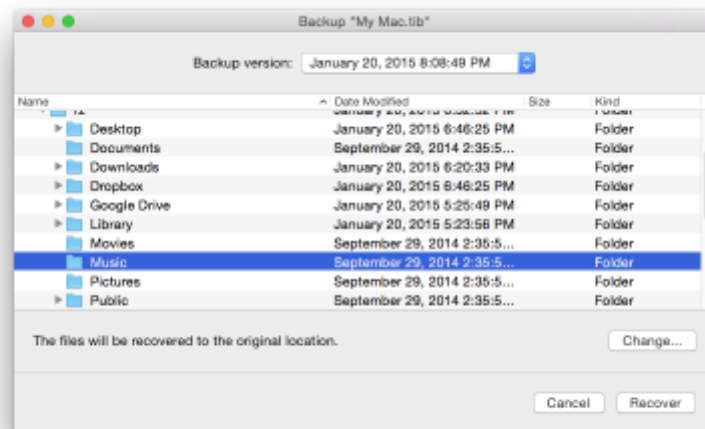 Backup "My Mac.tib"
Backup version: January 20, 2015 8:08:49 PM
Name Date Modified Size Kind
Desktop January 20, 2015 6:46:25 PM Folder
Documents September 29, 2014 2:35:5... Folder
Downloads January 20, 2015 6:20:33 PM Folder
Dropbox January 20, 2015 6:46:25 PM Folder
Google Drive January 20, 2015 5:25:49 PM Folder
Library January 20, 2015 5:23:56 PM Folder
Movies September 29, 2014 2:35:5... Folder
Music September 29, 2014 2:35:5... Folder
Pictures September 29, 2014 2:35:5... Folder
Public September 29, 2014 2:35:5... Folder
The files will be recovered to the original location. Change...
Cancel Recover